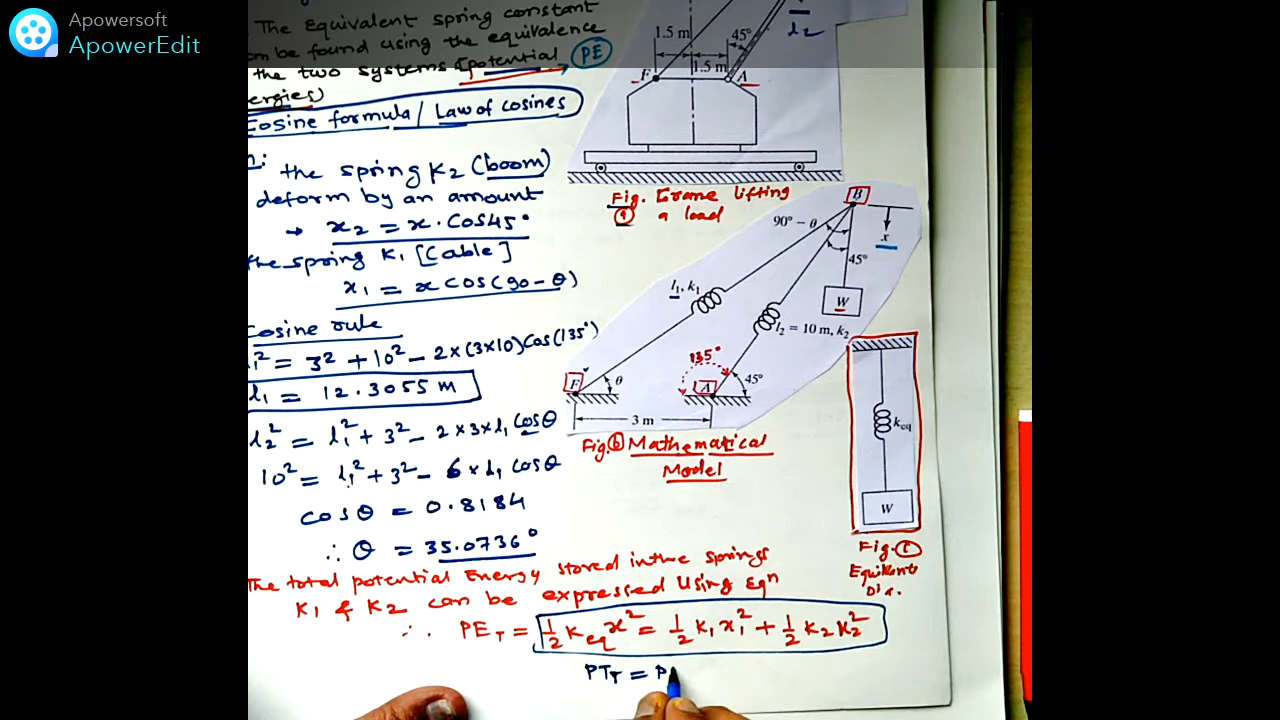 Apowersoft
ApowerEdit
The Equivalent spring constant
be found using the equivalence
the two systems (potential PE
ergies)
Cosine formula / Law of cosines
the spring K2 (boom)
deform by an amount
→ x2 = x · Cos45°
the spring K1 [Cable]
x1 = x cos(90 - θ)
Cosine rule
l1² = 3² + 10² - 2×(3×10) Cos(135°)
l1 = 12.3055 m
l2² = l1² + 3² - 2×3×l1 cosθ
10² = l1² + 3² - 6 × l1 cosθ
cosθ = 0.8184
∴ θ = 35.0736°
The total potential Energy stored in the springs
K1 & K2 can be expressed Using Eqn
∴ PET = ½ Keq x² = ½ K1 x1² + ½ K2 x2²
PTT = P
l2
1.5 m
45°
1.5 m
F
A
Fig. Crane lifting
a a load
B
90° – θ
x
45°
l1, k1
W
l2 = 10 m, k2
135°
F
θ
A
45°
3 m
Fig. b Mathematical
Model
keq
W
Fig. c
Equivalent
Dia.